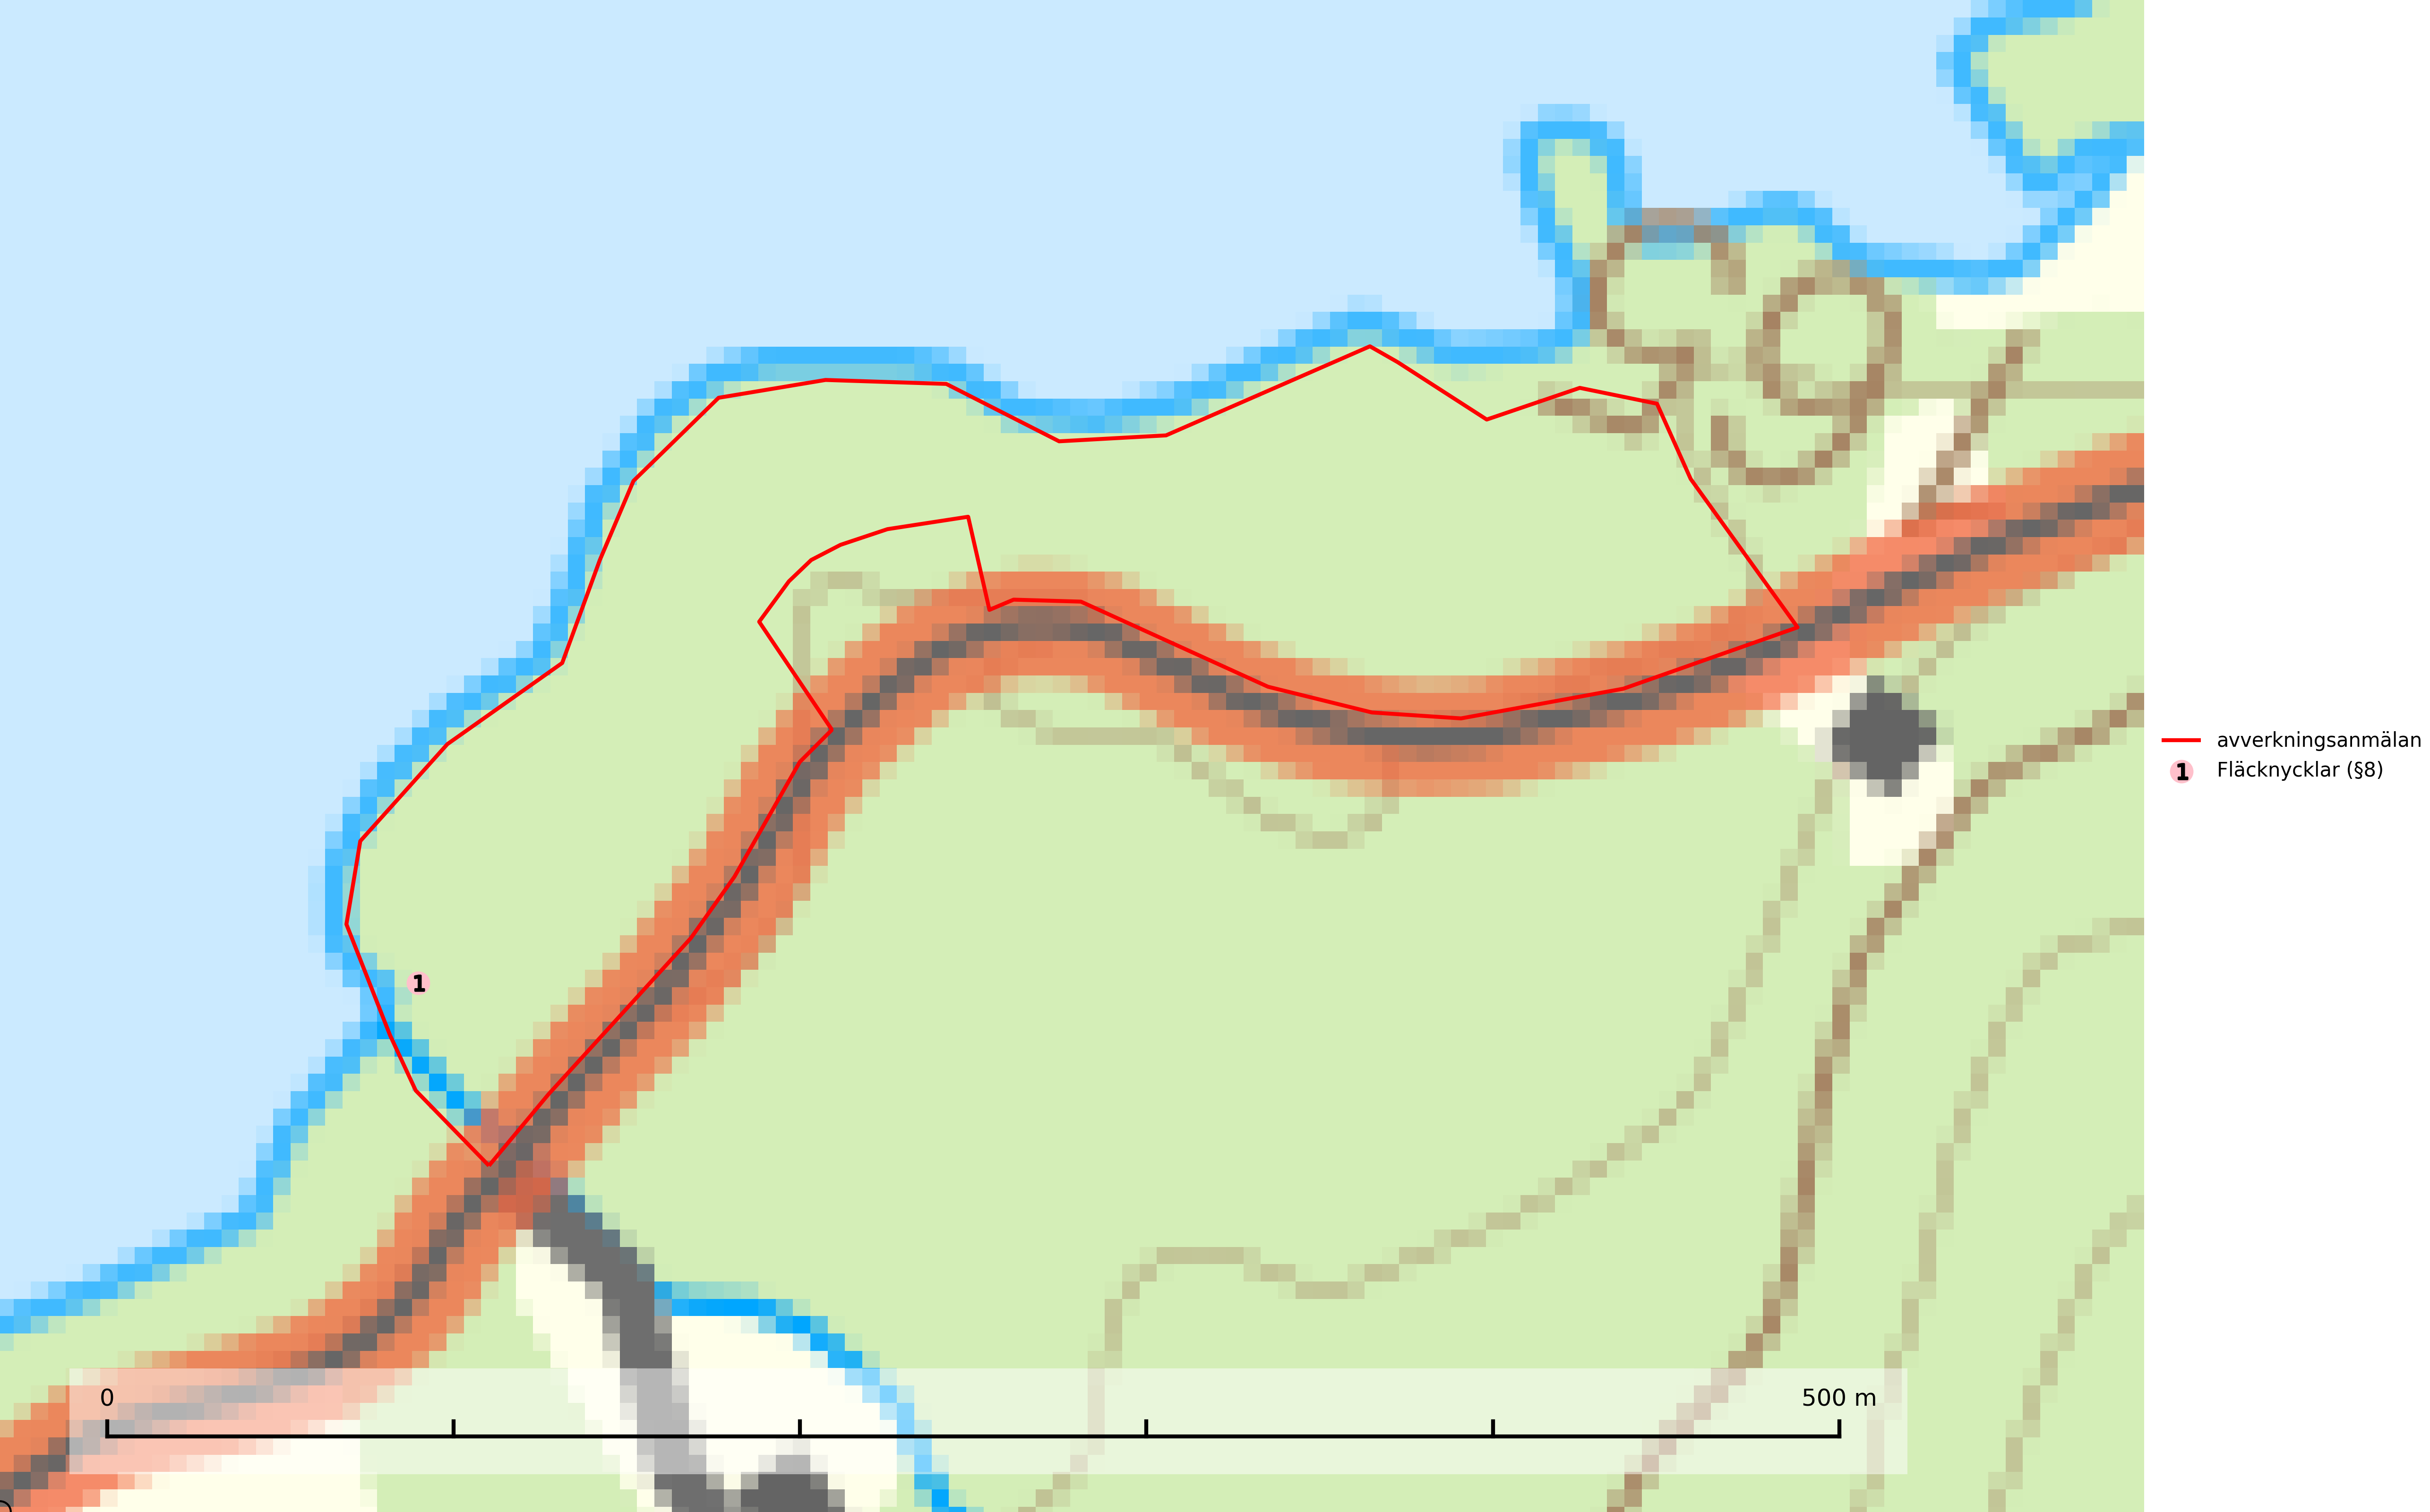 1
avverkningsanmälan
1 Fläcknycklar (§8)
0 500 m